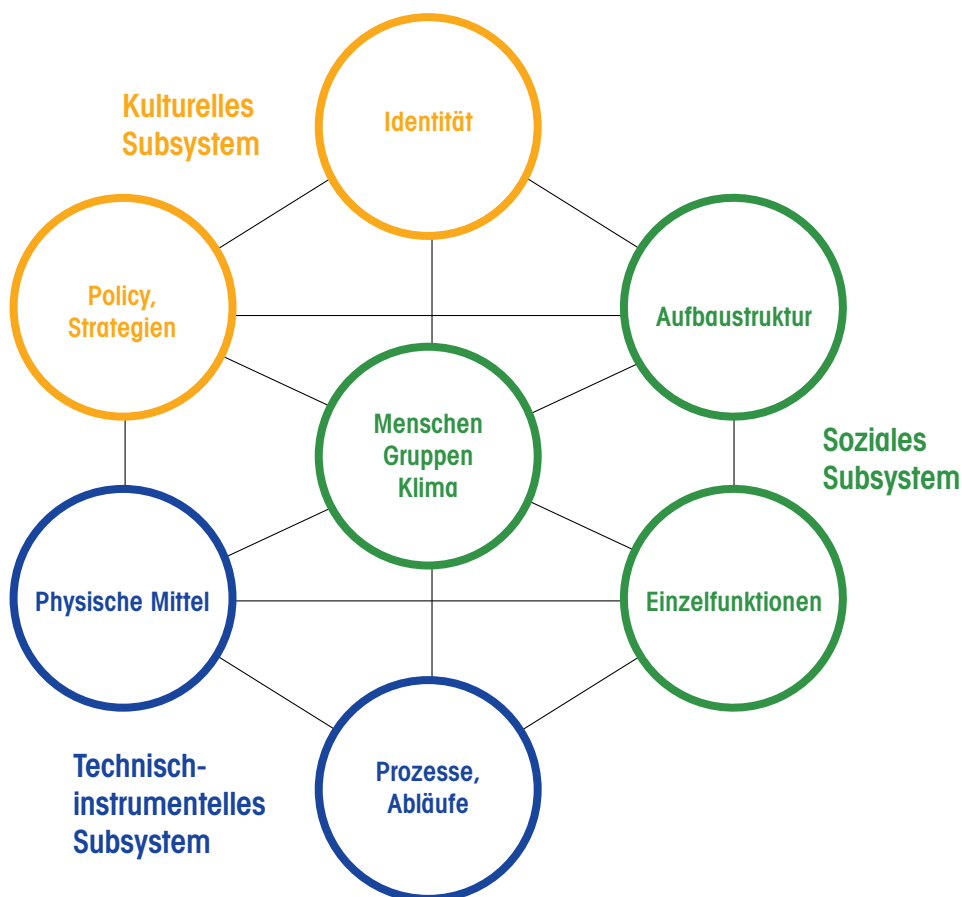 Kulturelles
Subsystem
Identität
Policy,
Strategien
Aufbaustruktur
Menschen
Gruppen
Klima
Soziales
Subsystem
Physische Mittel
Einzelfunktionen
Technisch-
instrumentelles
Subsystem
Prozesse,
Abläufe